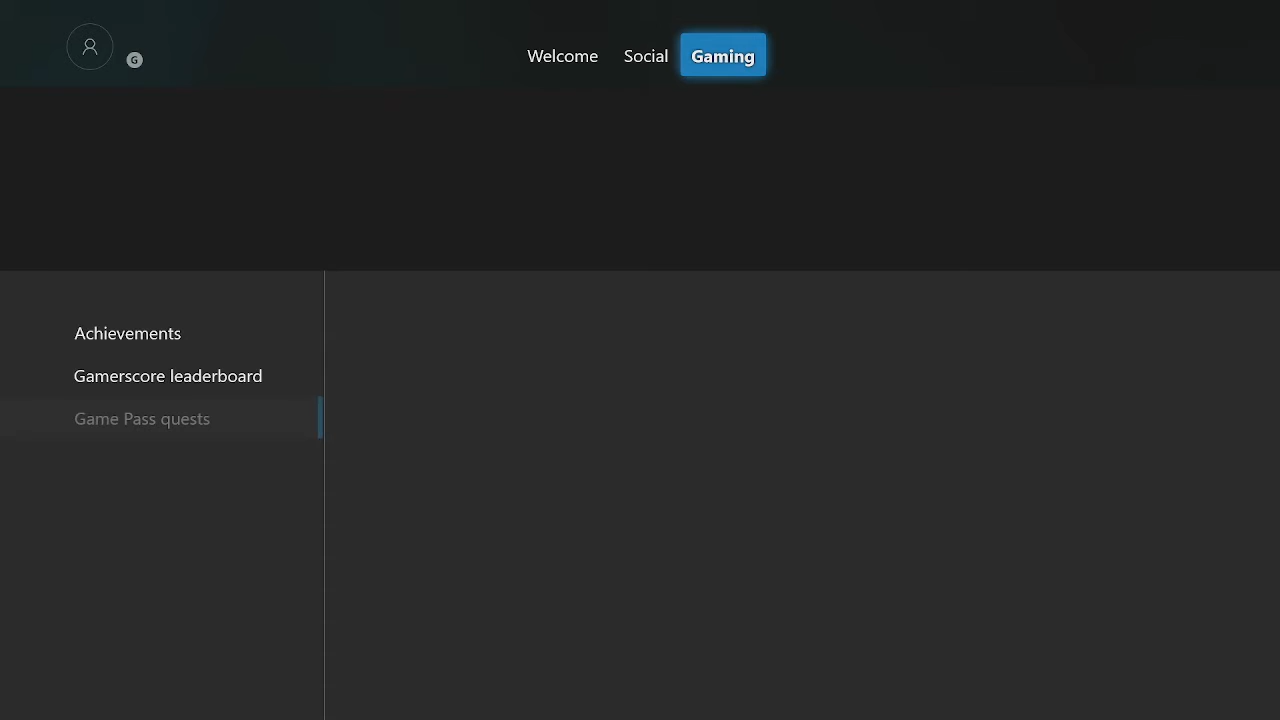 G
Welcome Social Gaming
Achievements
Gamerscore leaderboard
Game Pass quests